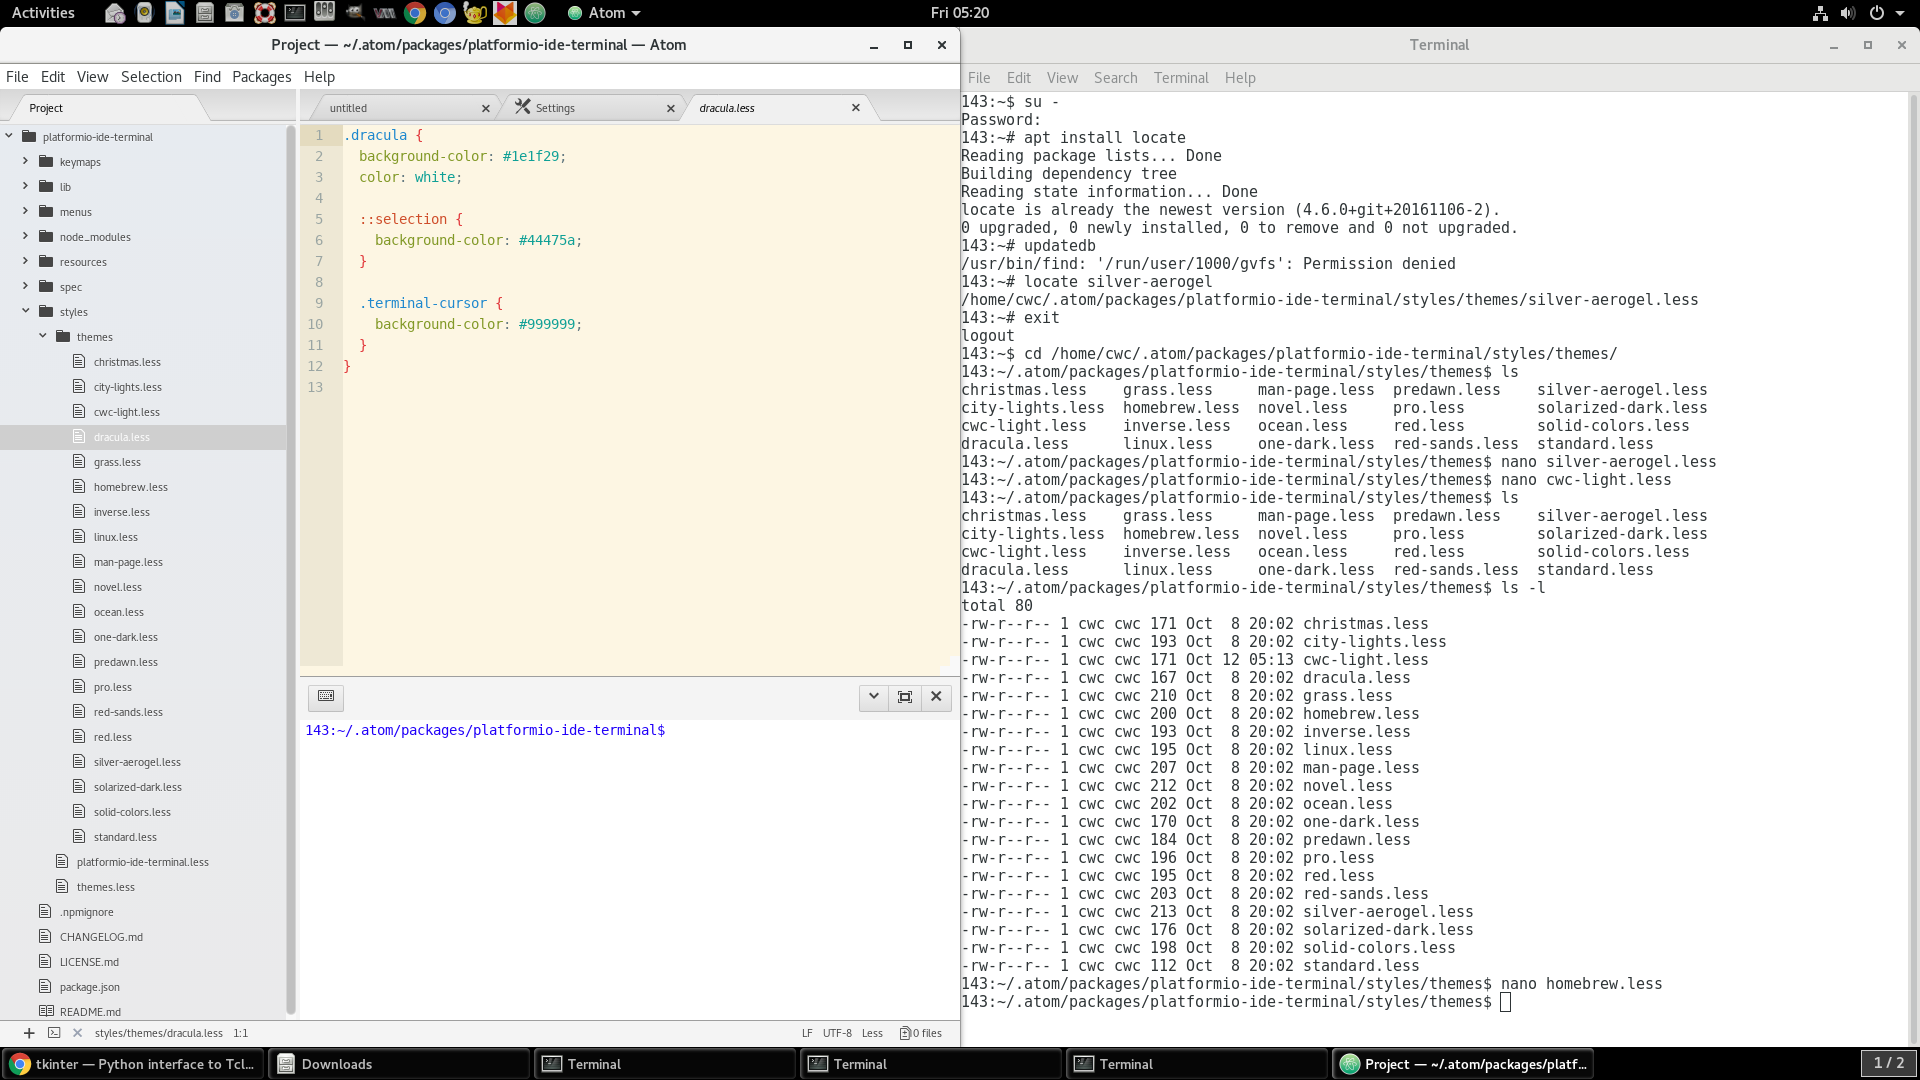 Activities
Atom
Fri 05:20
Project — ~/.atom/packages/platformio-ide-terminal — Atom
File Edit View Selection Find Packages Help
Project
platformio-ide-terminal
keymaps
lib
menus
node_modules
resources
spec
styles
themes
christmas.less
city-lights.less
cwc-light.less
dracula.less
grass.less
homebrew.less
inverse.less
linux.less
man-page.less
novel.less
ocean.less
one-dark.less
predawn.less
pro.less
red-sands.less
red.less
silver-aerogel.less
solarized-dark.less
solid-colors.less
standard.less
platformio-ide-terminal.less
themes.less
.npmignore
CHANGELOG.md
LICENSE.md
package.json
README.md
untitled
Settings
dracula.less
1 .dracula {
2 background-color: #1e1f29;
3 color: white;
4
5 ::selection {
6 background-color: #44475a;
7 }
8
9 .terminal-cursor {
10 background-color: #999999;
11 }
12 }
13
143:~/.atom/packages/platformio-ide-terminal$
styles/themes/dracula.less 1:1
LF UTF-8 Less 0 files
Terminal
File Edit View Search Terminal Help
143:~$ su -
Password:
143:~# apt install locate
Reading package lists... Done
Building dependency tree
Reading state information... Done
locate is already the newest version (4.6.0+git+20161106-2).
0 upgraded, 0 newly installed, 0 to remove and 0 not upgraded.
143:~# updatedb
/usr/bin/find: '/run/user/1000/gvfs': Permission denied
143:~# locate silver-aerogel
/home/cwc/.atom/packages/platformio-ide-terminal/styles/themes/silver-aerogel.less
143:~# exit
logout
143:~$ cd /home/cwc/.atom/packages/platformio-ide-terminal/styles/themes/
143:~/.atom/packages/platformio-ide-terminal/styles/themes$ ls
christmas.less grass.less man-page.less predawn.less silver-aerogel.less
city-lights.less homebrew.less novel.less pro.less solarized-dark.less
cwc-light.less inverse.less ocean.less red.less solid-colors.less
dracula.less linux.less one-dark.less red-sands.less standard.less
143:~/.atom/packages/platformio-ide-terminal/styles/themes$ nano silver-aerogel.less
143:~/.atom/packages/platformio-ide-terminal/styles/themes$ nano cwc-light.less
143:~/.atom/packages/platformio-ide-terminal/styles/themes$ ls
christmas.less grass.less man-page.less predawn.less silver-aerogel.less
city-lights.less homebrew.less novel.less pro.less solarized-dark.less
cwc-light.less inverse.less ocean.less red.less solid-colors.less
dracula.less linux.less one-dark.less red-sands.less standard.less
143:~/.atom/packages/platformio-ide-terminal/styles/themes$ ls -l
total 80
-rw-r--r-- 1 cwc cwc 171 Oct 8 20:02 christmas.less
-rw-r--r-- 1 cwc cwc 193 Oct 8 20:02 city-lights.less
-rw-r--r-- 1 cwc cwc 171 Oct 12 05:13 cwc-light.less
-rw-r--r-- 1 cwc cwc 167 Oct 8 20:02 dracula.less
-rw-r--r-- 1 cwc cwc 210 Oct 8 20:02 grass.less
-rw-r--r-- 1 cwc cwc 200 Oct 8 20:02 homebrew.less
-rw-r--r-- 1 cwc cwc 193 Oct 8 20:02 inverse.less
-rw-r--r-- 1 cwc cwc 195 Oct 8 20:02 linux.less
-rw-r--r-- 1 cwc cwc 207 Oct 8 20:02 man-page.less
-rw-r--r-- 1 cwc cwc 212 Oct 8 20:02 novel.less
-rw-r--r-- 1 cwc cwc 202 Oct 8 20:02 ocean.less
-rw-r--r-- 1 cwc cwc 170 Oct 8 20:02 one-dark.less
-rw-r--r-- 1 cwc cwc 184 Oct 8 20:02 predawn.less
-rw-r--r-- 1 cwc cwc 196 Oct 8 20:02 pro.less
-rw-r--r-- 1 cwc cwc 195 Oct 8 20:02 red.less
-rw-r--r-- 1 cwc cwc 203 Oct 8 20:02 red-sands.less
-rw-r--r-- 1 cwc cwc 213 Oct 8 20:02 silver-aerogel.less
-rw-r--r-- 1 cwc cwc 176 Oct 8 20:02 solarized-dark.less
-rw-r--r-- 1 cwc cwc 198 Oct 8 20:02 solid-colors.less
-rw-r--r-- 1 cwc cwc 112 Oct 8 20:02 standard.less
143:~/.atom/packages/platformio-ide-terminal/styles/themes$ nano homebrew.less
143:~/.atom/packages/platformio-ide-terminal/styles/themes$
tkinter — Python interface to Tcl...
Downloads
Terminal
Terminal
Terminal
Project — ~/.atom/packages/platf...
1 / 2